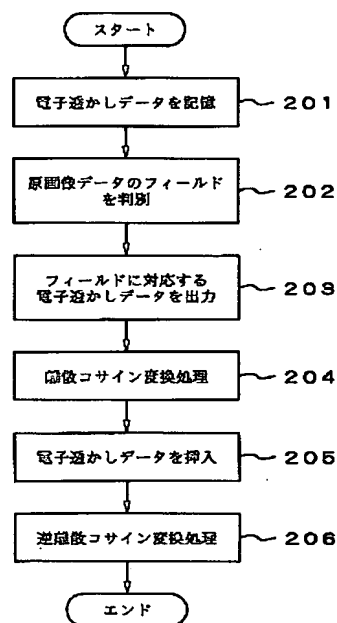 スタート
電子透かしデータを記憶
201
原画像データのフィールド
を判別
202
フィールドに対応する
電子透かしデータを出力
203
離散コサイン変換処理
204
電子透かしデータを挿入
205
逆離散コサイン変換処理
206
エンド